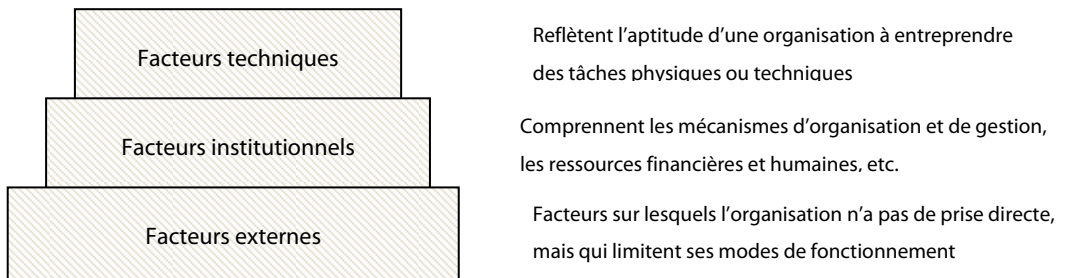 Facteurs techniques
Reflètent l’aptitude d’une organisation à entreprendre
des tâches physiques ou techniques
Facteurs institutionnels
Comprennent les mécanismes d’organisation et de gestion,
les ressources financières et humaines, etc.
Facteurs externes
Facteurs sur lesquels l’organisation n’a pas de prise directe,
mais qui limitent ses modes de fonctionnement